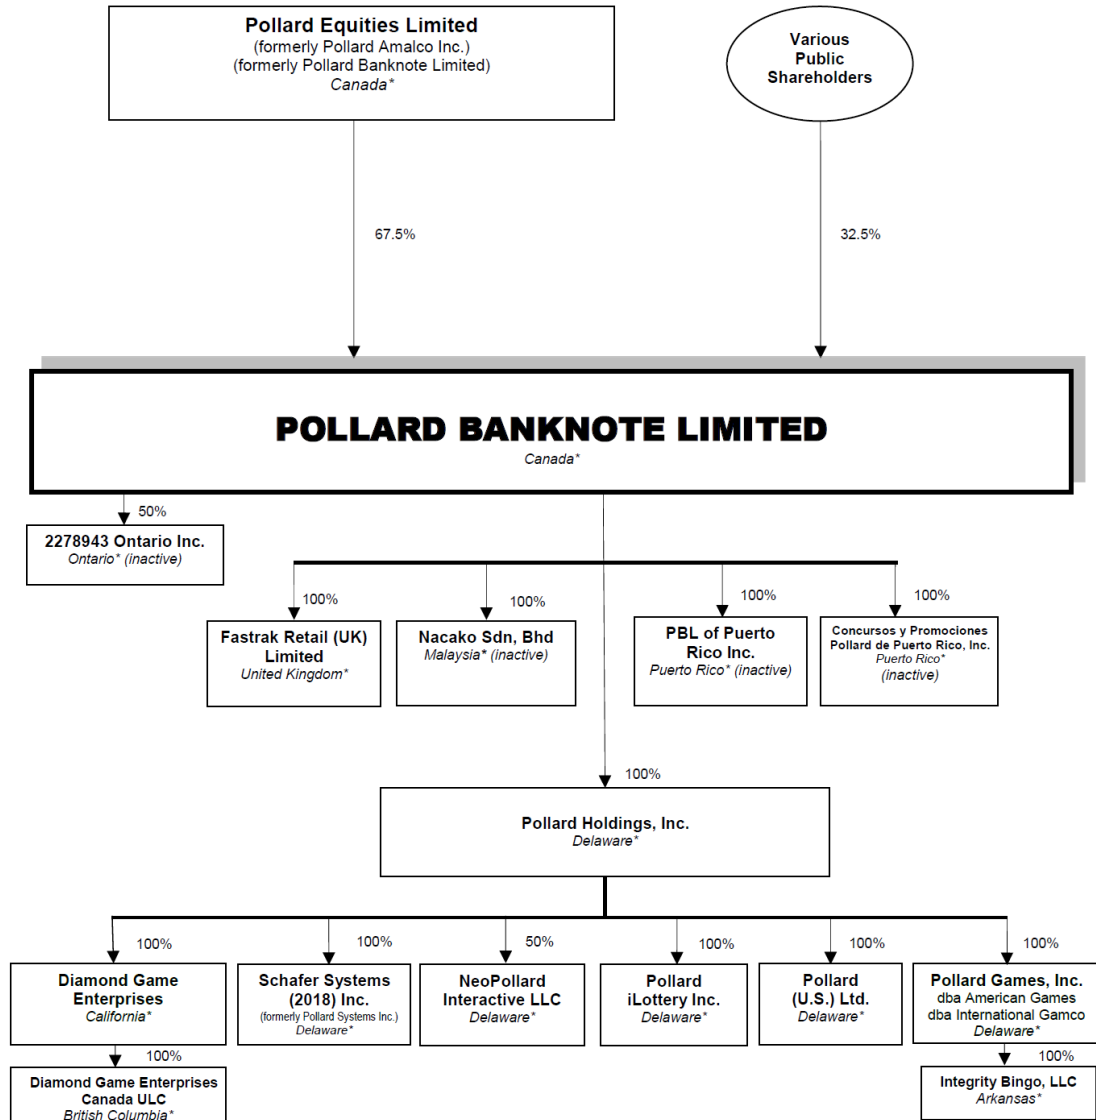 Pollard Equities Limited
(formerly Pollard Amalco Inc.)
(formerly Pollard Banknote Limited)
Canada*
Various
Public
Shareholders
67.5%
32.5%
POLLARD BANKNOTE LIMITED
Canada*
50%
2278943 Ontario Inc.
Ontario* (inactive)
100%
100%
100%
100%
Fastrak Retail (UK)
Limited
United Kingdom*
Nacako Sdn, Bhd
Malaysia* (inactive)
PBL of Puerto
Rico Inc.
Puerto Rico* (inactive)
Concursos y Promociones
Pollard de Puerto Rico, Inc.
Puerto Rico*
(inactive)
100%
Pollard Holdings, Inc.
Delaware*
100%
100%
50%
100%
100%
100%
Diamond Game
Enterprises
California*
Schafer Systems
(2018) Inc.
(formerly Pollard Systems Inc.)
Delaware*
NeoPollard
Interactive LLC
Delaware*
Pollard
iLottery Inc.
Delaware*
Pollard
(U.S.) Ltd.
Delaware*
Pollard Games, Inc.
dba American Games
dba International Gamco
Delaware*
100%
100%
Diamond Game Enterprises
Canada ULC
British Columbia*
Integrity Bingo, LLC
Arkansas*